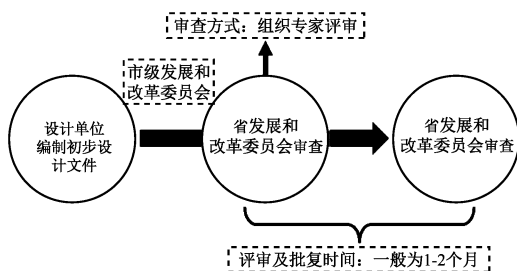 审查方式：组织专家评审
市级发展和
改革委员会
设计单位
编制初步设
计文件
省发展和
改革委员会审查
省发展和
改革委员会审查
评审及批复时间：一般为1-2个月